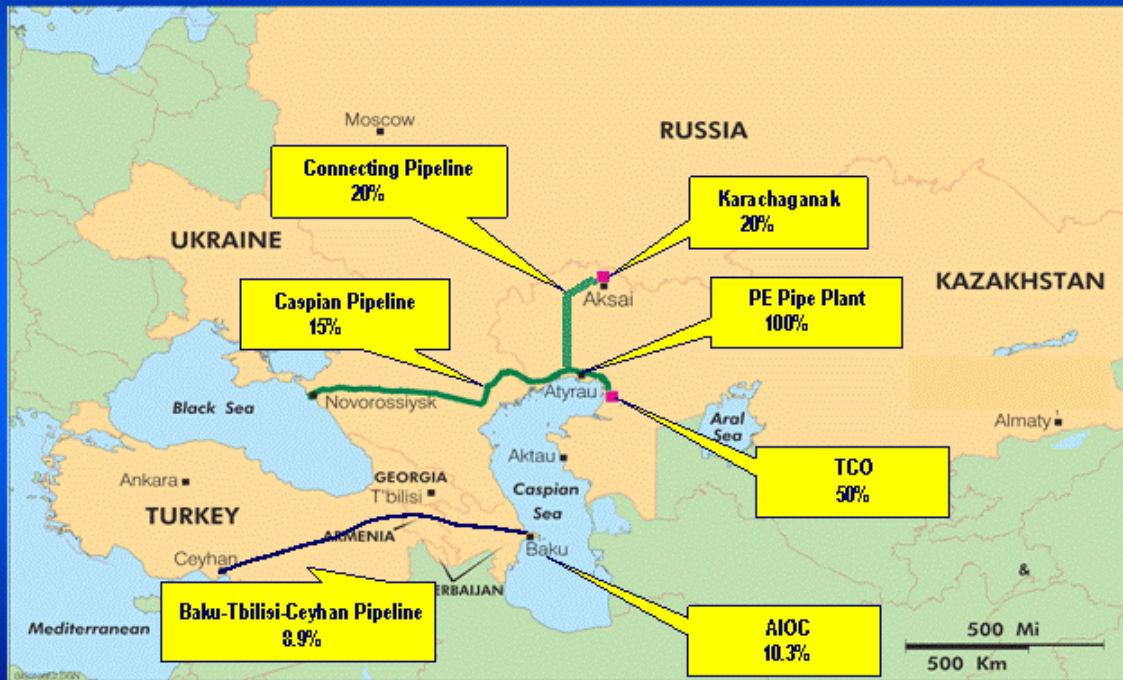 Moscow
RUSSIA
Connecting Pipeline
20%
Karachaganak
20%
UKRAINE
KAZAKHSTAN
Aksai
PE Pipe Plant
100%
Caspian Pipeline
15%
Atyrau
Black Sea
Novorossiysk
Aral
Sea
Almaty
Aktau
TCO
50%
Ankara
GEORGIA
T'bilisi
Caspian
Sea
TURKEY
ARMENIA
Baku
Ceyhan
&
ERBAIJAN
Baku-Tbilisi-Ceyhan Pipeline
8.9%
AIOC
10.3%
Mediterranean
500 Mi
500 Km